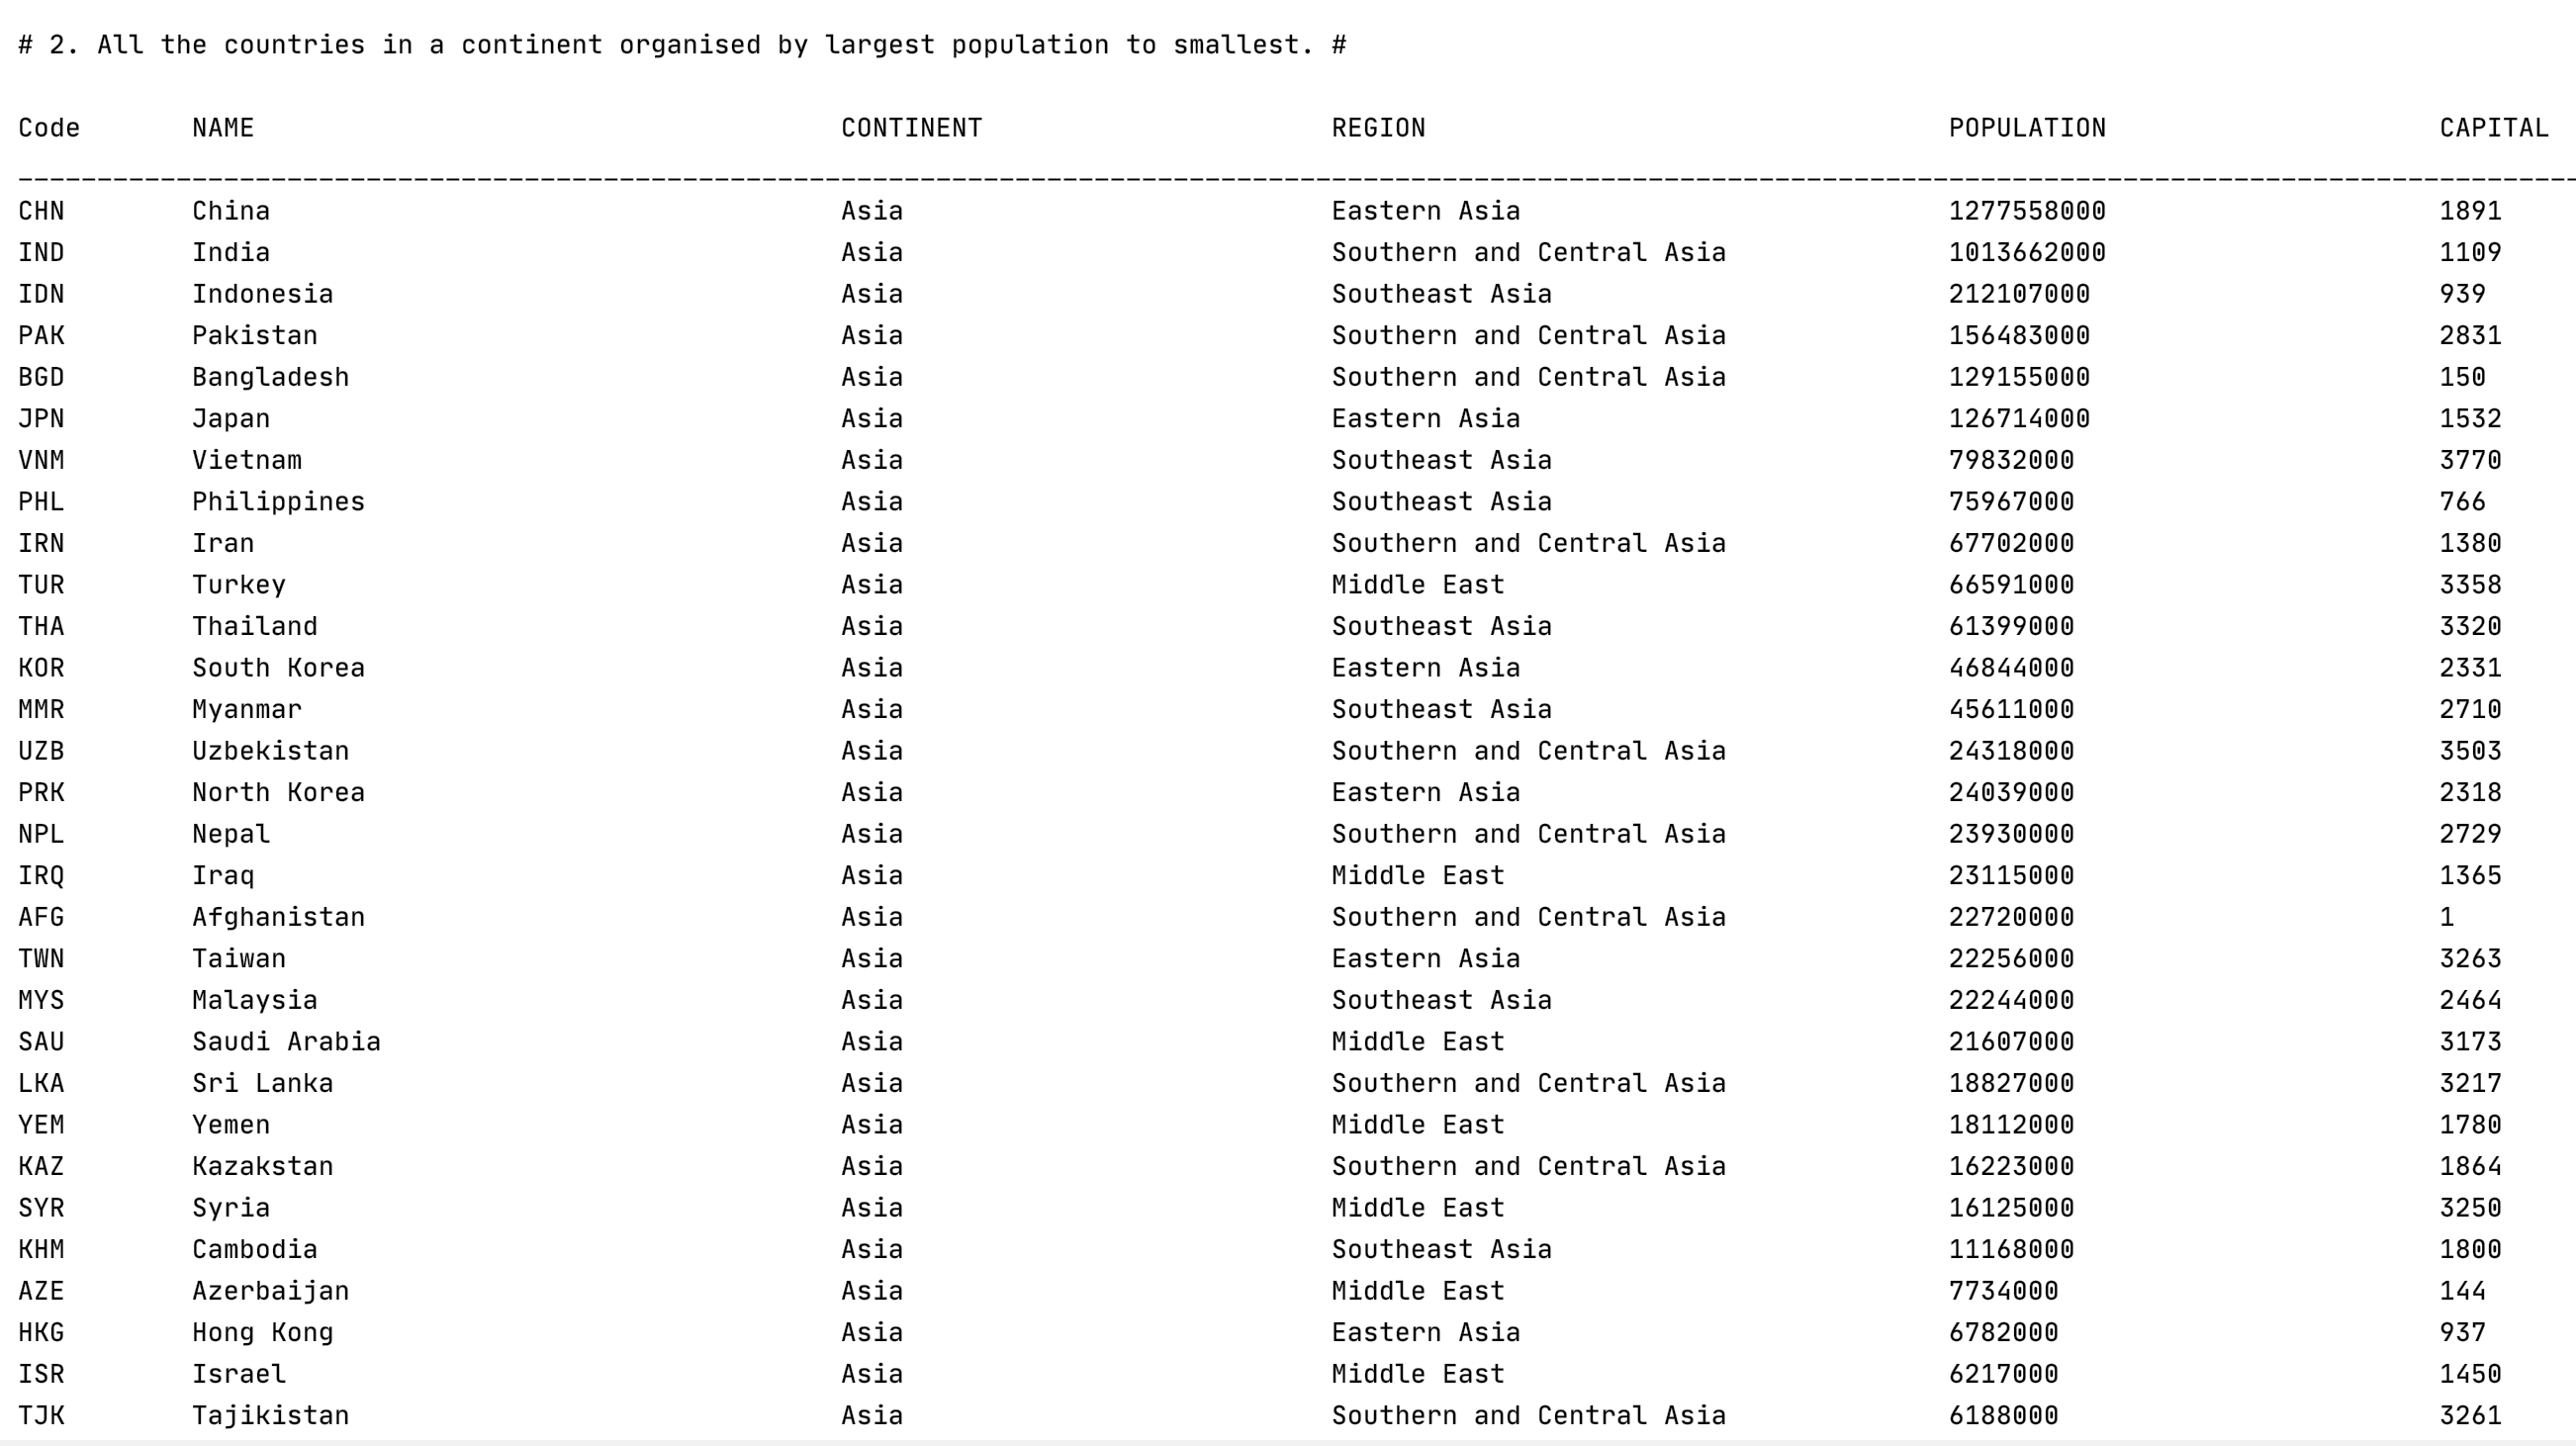 # 2. All the countries in a continent organised by largest population to smallest. #
Code NAME CONTINENT REGION POPULATION CAPITAL
CHN China Asia Eastern Asia 1277558000 1891
IND India Asia Southern and Central Asia 1013662000 1109
IDN Indonesia Asia Southeast Asia 212107000 939
PAK Pakistan Asia Southern and Central Asia 156483000 2831
BGD Bangladesh Asia Southern and Central Asia 129155000 150
JPN Japan Asia Eastern Asia 126714000 1532
VNM Vietnam Asia Southeast Asia 79832000 3770
PHL Philippines Asia Southeast Asia 75967000 766
IRN Iran Asia Southern and Central Asia 67702000 1380
TUR Turkey Asia Middle East 66591000 3358
THA Thailand Asia Southeast Asia 61399000 3320
KOR South Korea Asia Eastern Asia 46844000 2331
MMR Myanmar Asia Southeast Asia 45611000 2710
UZB Uzbekistan Asia Southern and Central Asia 24318000 3503
PRK North Korea Asia Eastern Asia 24039000 2318
NPL Nepal Asia Southern and Central Asia 23930000 2729
IRQ Iraq Asia Middle East 23115000 1365
AFG Afghanistan Asia Southern and Central Asia 22720000 1
TWN Taiwan Asia Eastern Asia 22256000 3263
MYS Malaysia Asia Southeast Asia 22244000 2464
SAU Saudi Arabia Asia Middle East 21607000 3173
LKA Sri Lanka Asia Southern and Central Asia 18827000 3217
YEM Yemen Asia Middle East 18112000 1780
KAZ Kazakstan Asia Southern and Central Asia 16223000 1864
SYR Syria Asia Middle East 16125000 3250
KHM Cambodia Asia Southeast Asia 11168000 1800
AZE Azerbaijan Asia Middle East 7734000 144
HKG Hong Kong Asia Eastern Asia 6782000 937
ISR Israel Asia Middle East 6217000 1450
TJK Tajikistan Asia Southern and Central Asia 6188000 3261